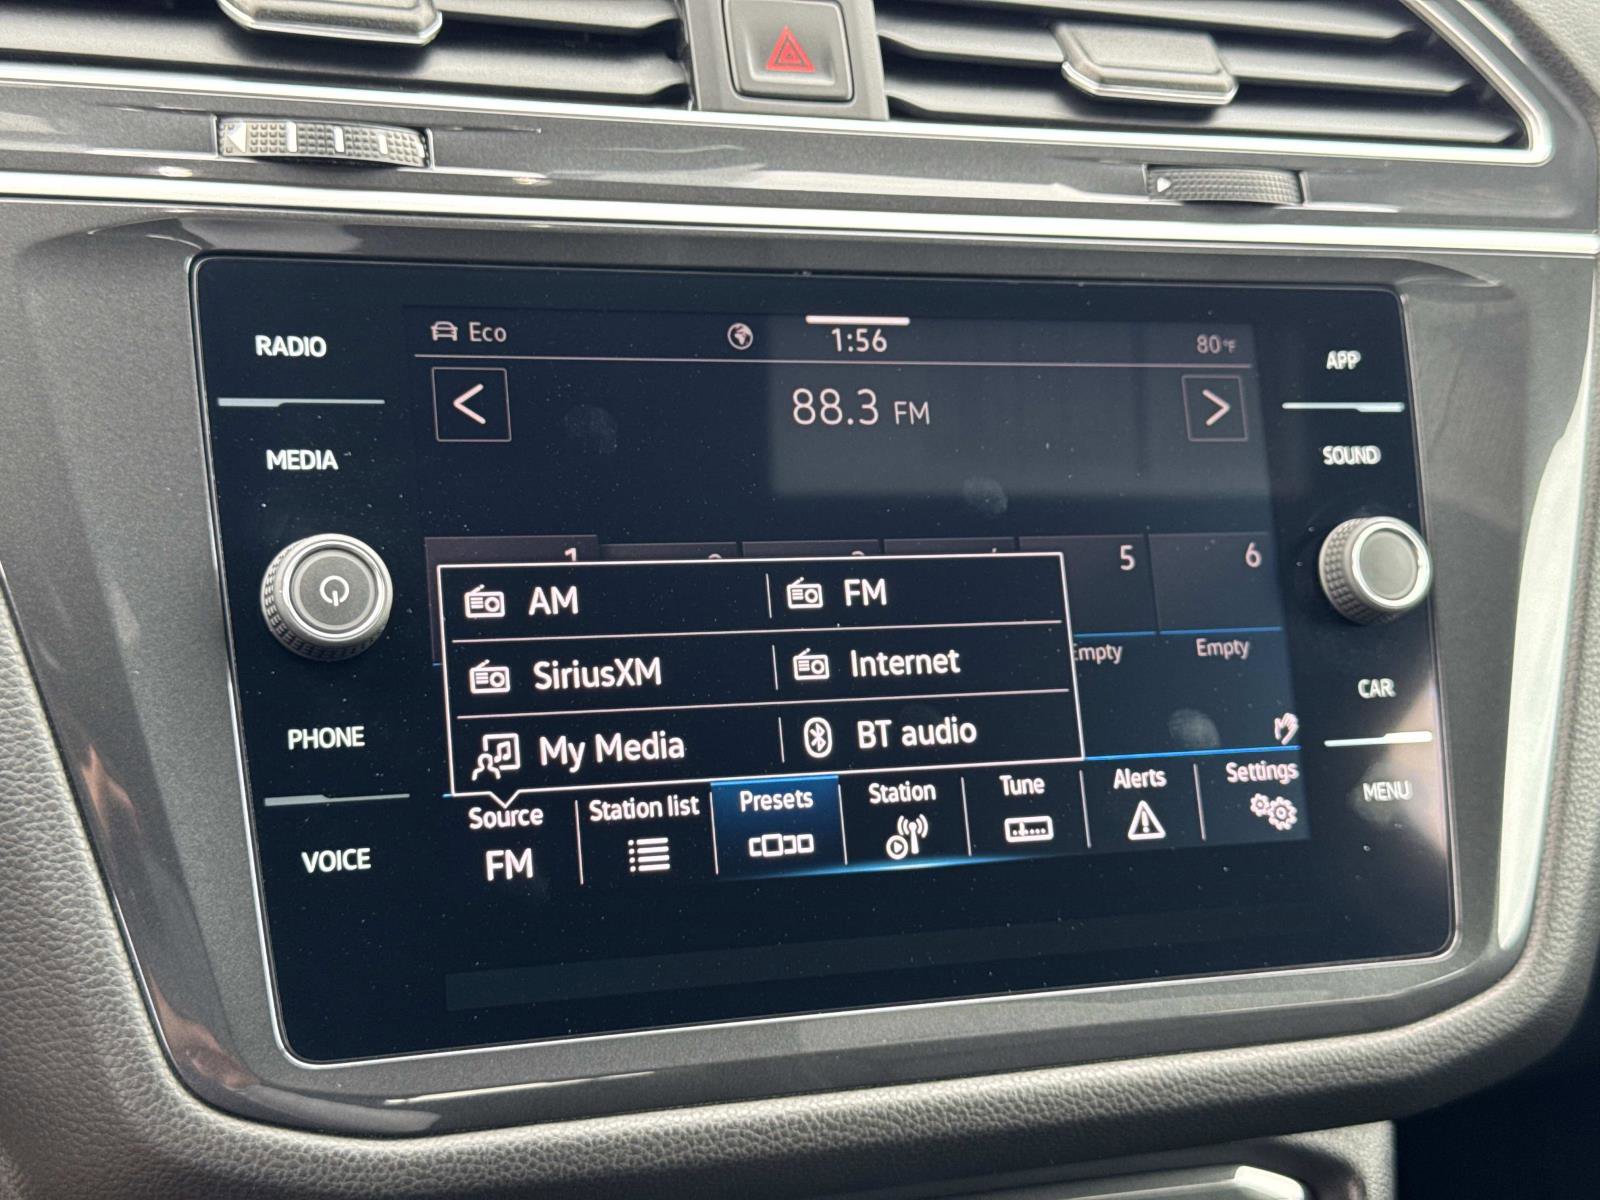 RADIO
MEDIA
PHONE
VOICE
Eco
1:56
80°F
88.3 FM
1
5
6
AM
FM
SiriusXM
Internet
My Media
BT audio
Empty
Source
FM
Station list
Presets
Station
Tune
Alerts
Settings
APP
SOUND
CAR
MENU